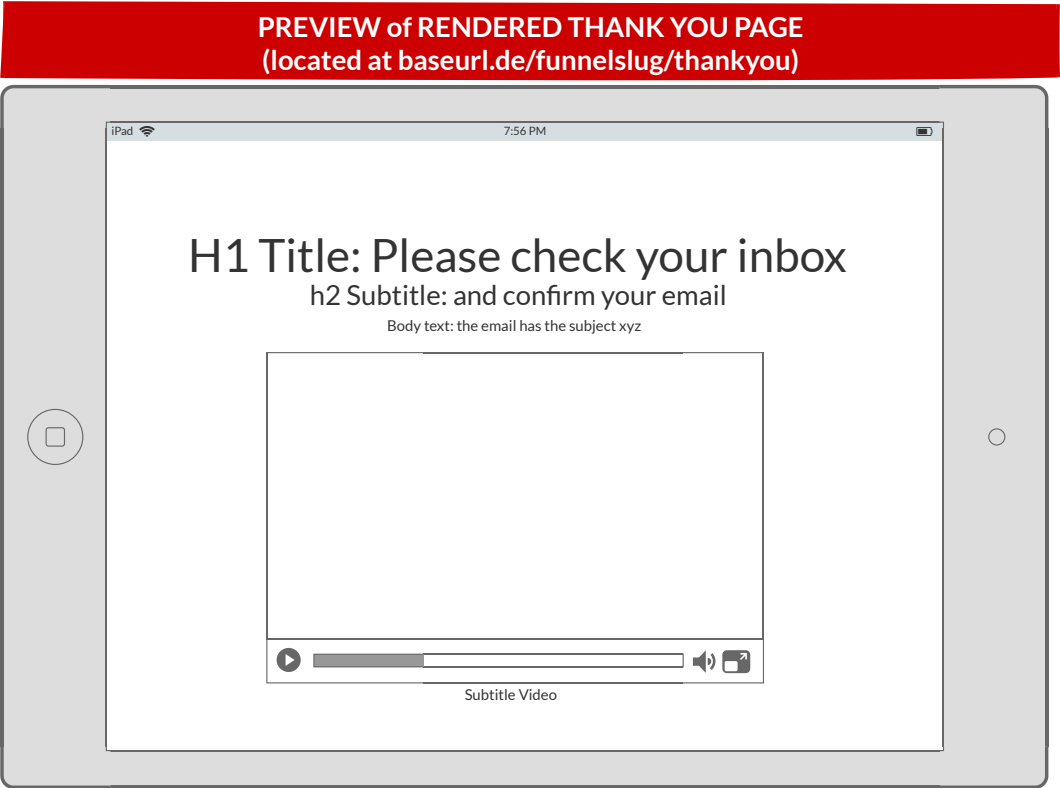 PREVIEW of RENDERED THANK YOU PAGE
(located at baseurl.de/funnelslug/thankyou)
iPad 7:56 PM
H1 Title: Please check your inbox
h2 Subtitle: and confirm your email
Body text: the email has the subject xyz
Subtitle Video